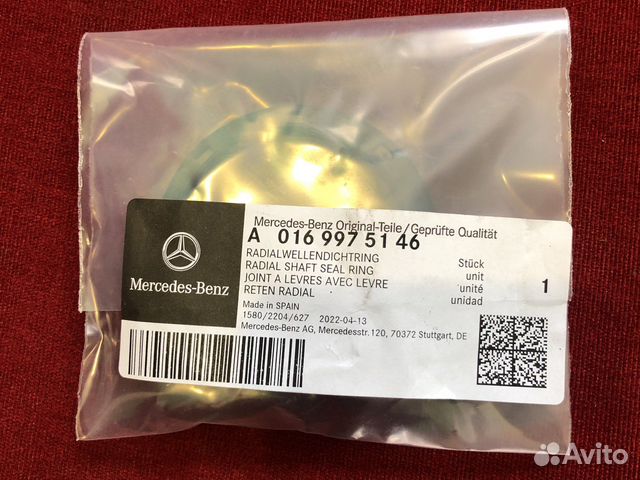 Mercedes-Benz Original-Teile/Geprüfte Qualität
A 016 997 51 46
RADIALWELLENDICHTRING
RADIAL SHAFT SEAL RING
JOINT A LEVRES AVEC LEVRE
RETEN RADIAL
Stück
unit
unité
unidad
1
Mercedes-Benz
Made in SPAIN
1580/2204/627 2022-04-13
Mercedes-Benz AG, Mercedesstr.120, 70372 Stuttgart, DE
Avito